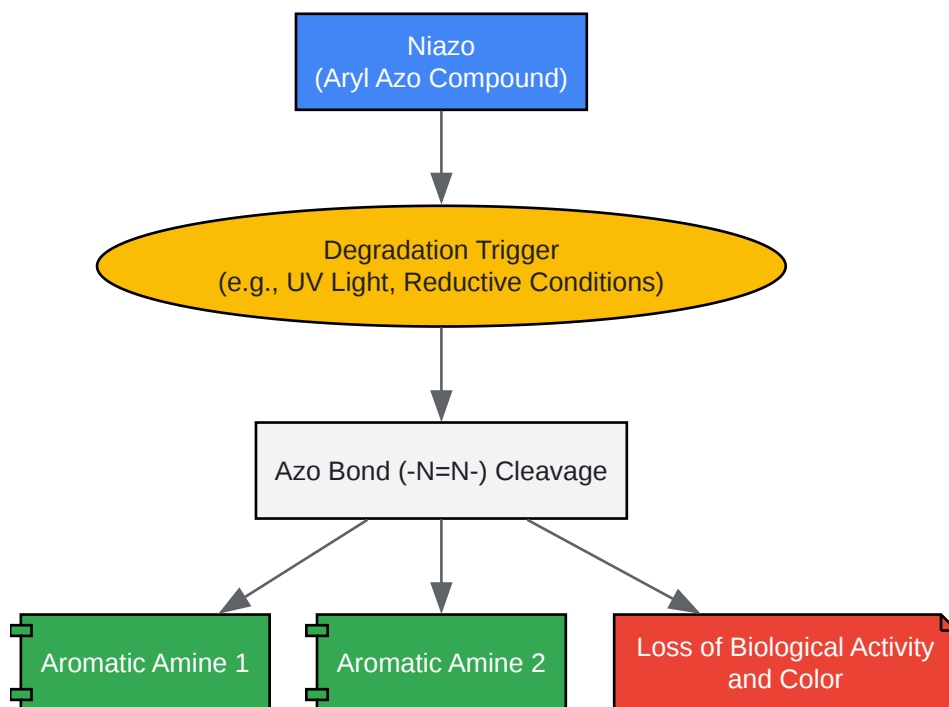 Niazo
(Aryl Azo Compound)
Degradation Trigger
(e.g., UV Light, Reductive Conditions)
Azo Bond (-N=N-) Cleavage
Aromatic Amine 1
Aromatic Amine 2
Loss of Biological Activity
and Color